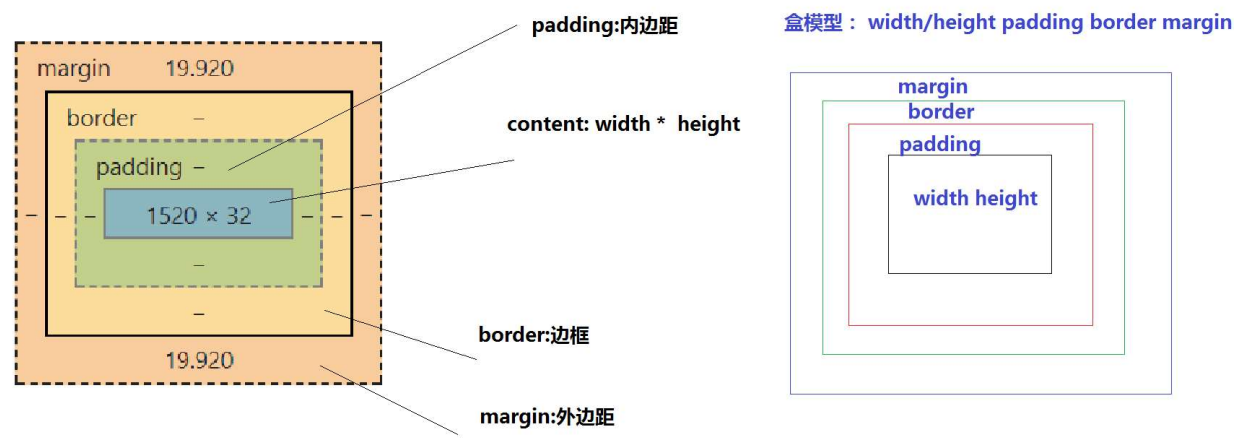 margin 19.920
border –
padding –
– – – 1520 × 32 – – –
–
–
19.920
padding:内边距
content: width * height
border:边框
margin:外边距
盒模型： width/height padding border margin
margin
border
padding
width height